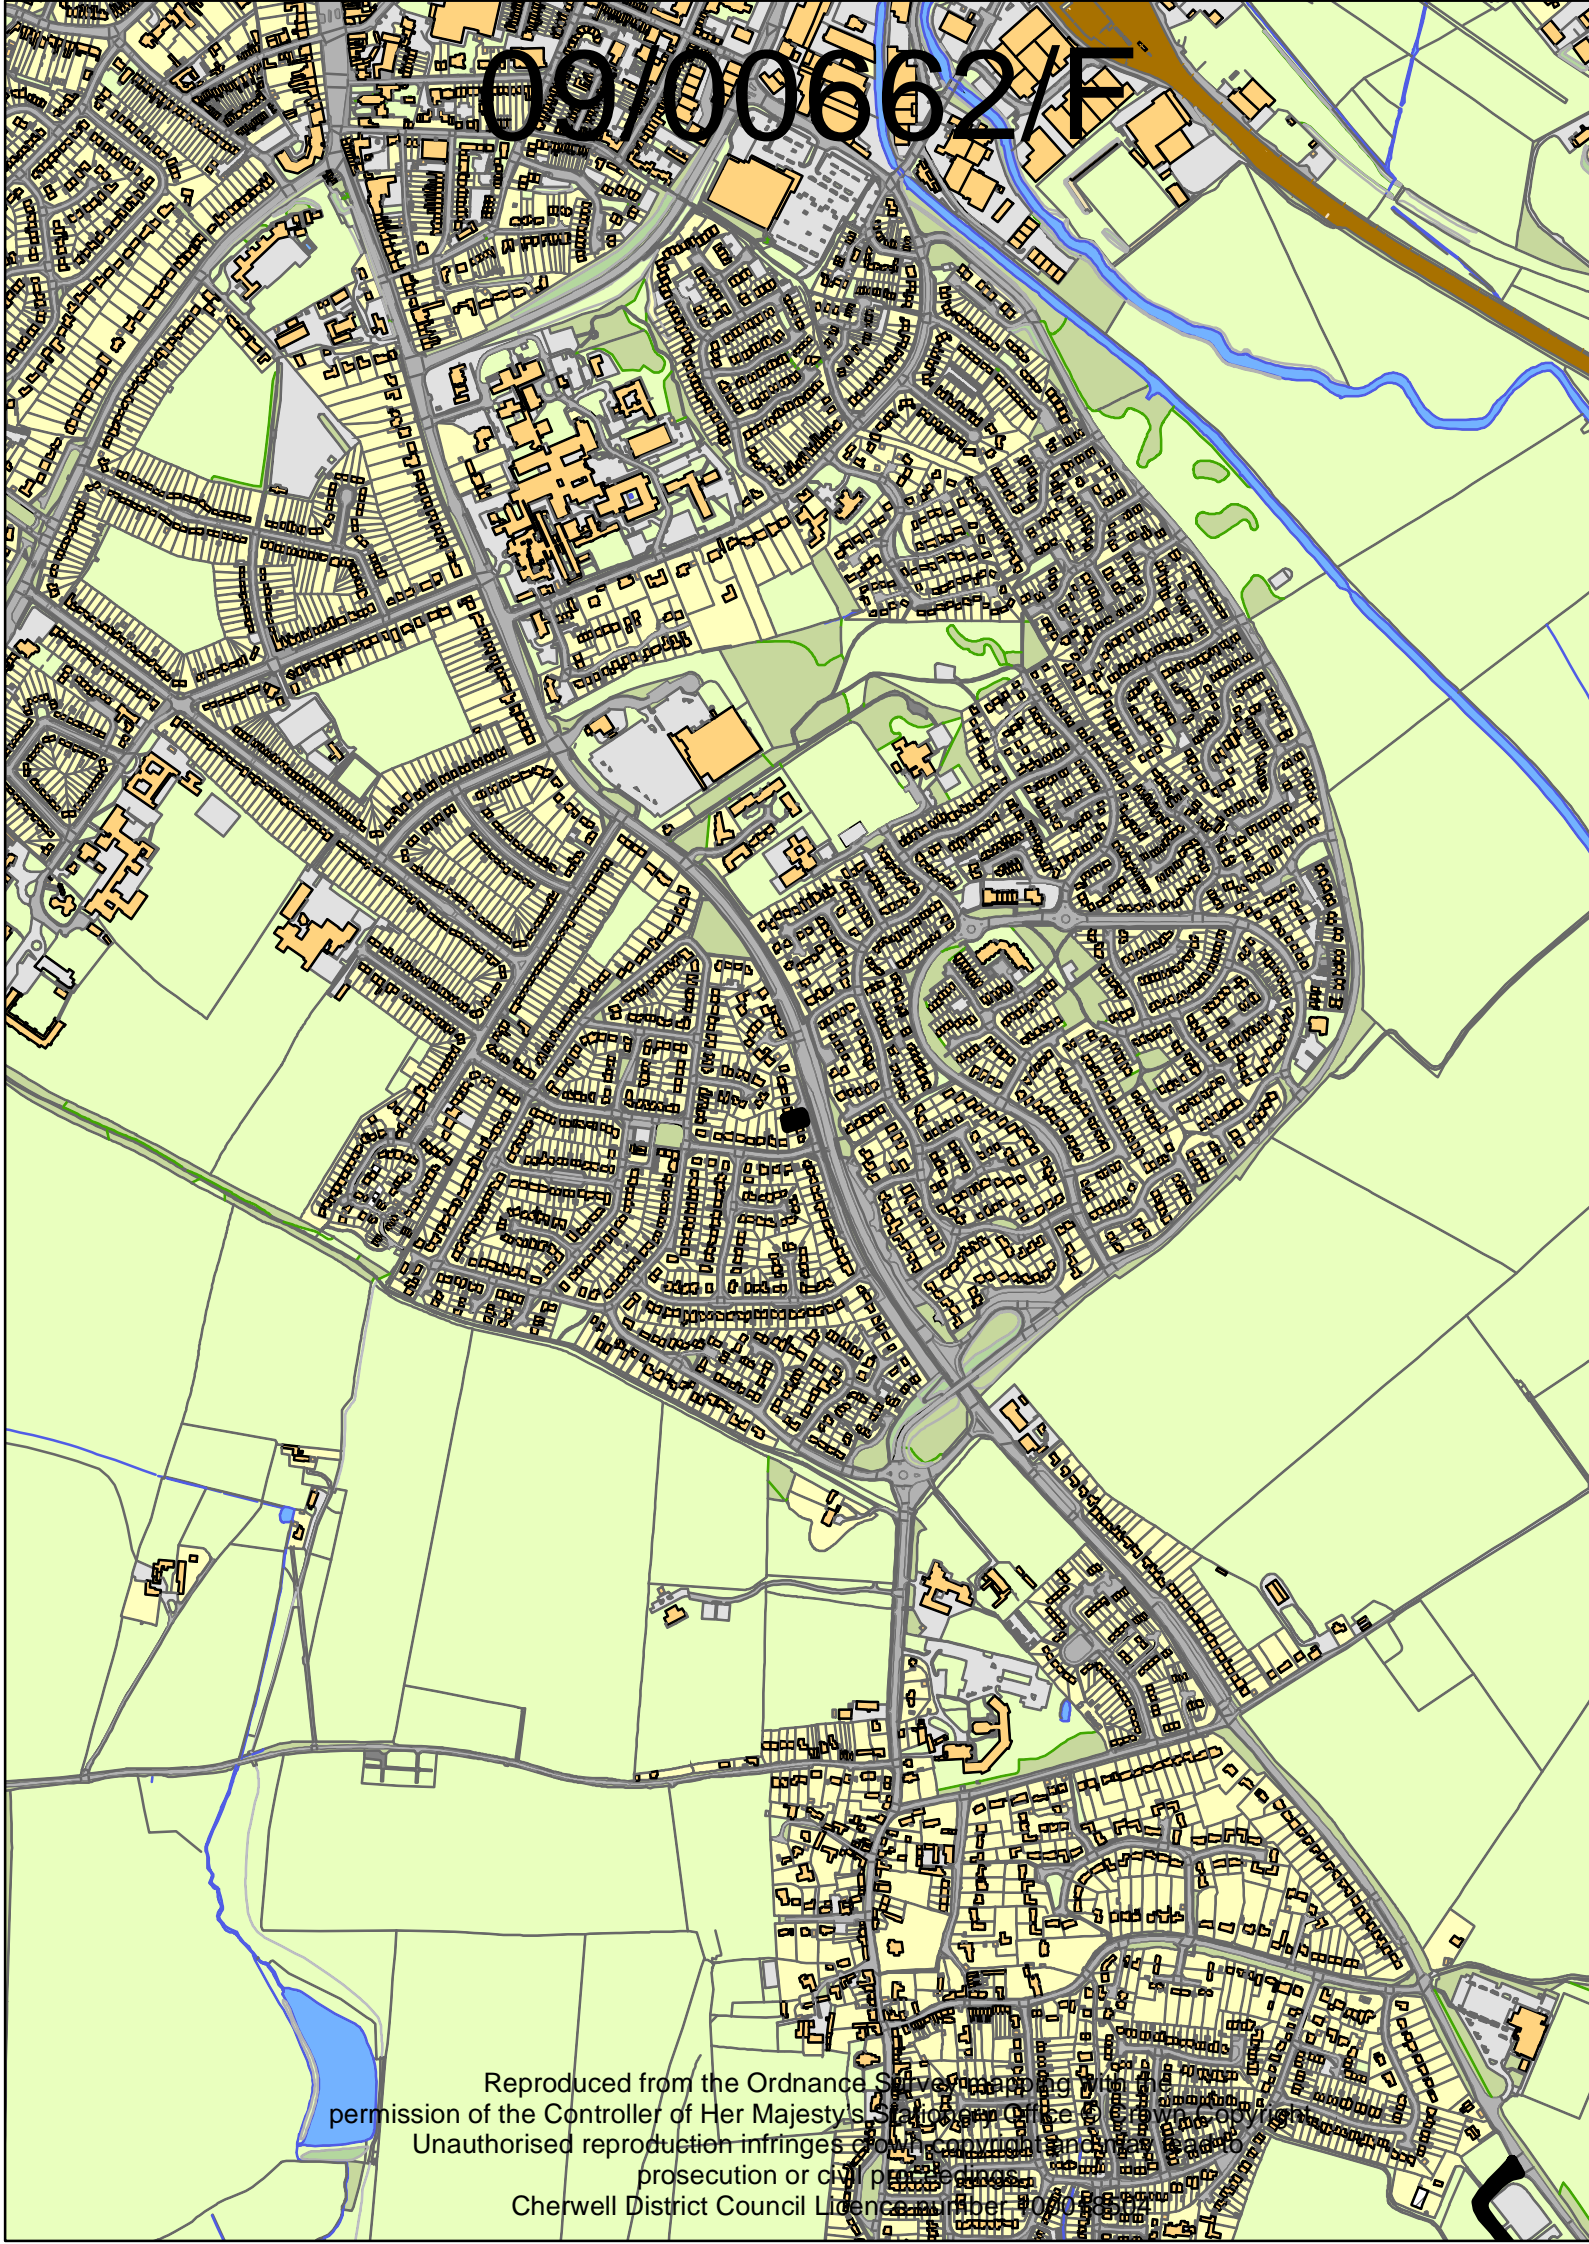 09/00662/F
Reproduced from the Ordnance Survey mapping with the
permission of the Controller of Her Majesty's Stationery Office © Crown Copyright
Unauthorised reproduction infringes crown copyright and may lead to
prosecution or civil proceedings
Cherwell District Council Licence number 100018504